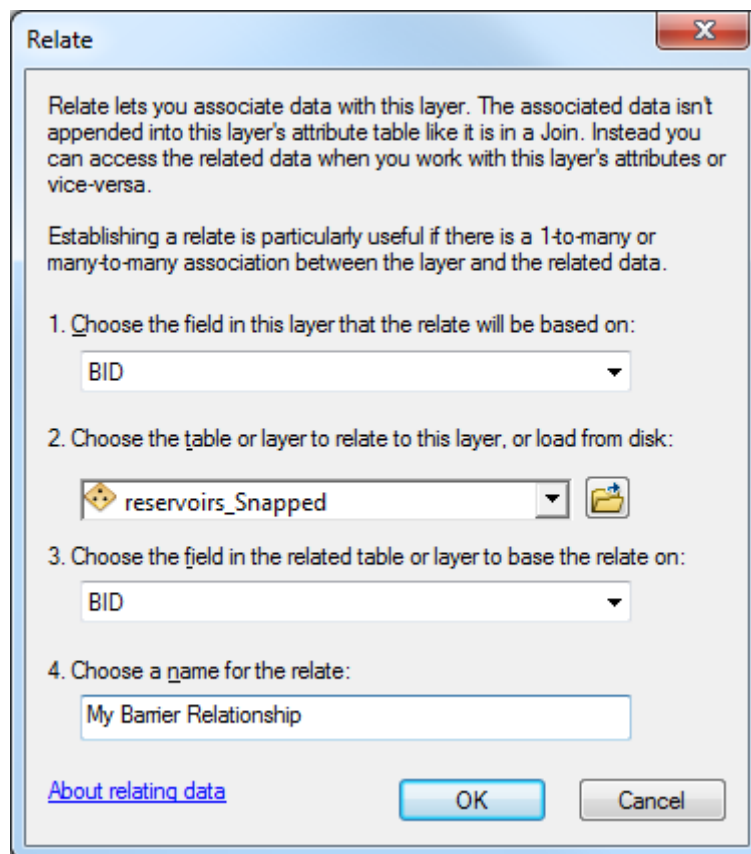 Relate
Relate lets you associate data with this layer. The associated data isn't
appended into this layer's attribute table like it is in a Join. Instead you
can access the related data when you work with this layer's attributes or
vice-versa.
Establishing a relate is particularly useful if there is a 1-to-many or
many-to-many association between the layer and the related data.
1. Choose the field in this layer that the relate will be based on:
BID
2. Choose the table or layer to relate to this layer, or load from disk:
reservoirs_Snapped
3. Choose the field in the related table or layer to base the relate on:
BID
4. Choose a name for the relate:
My Barrier Relationship
About relating data
OK
Cancel